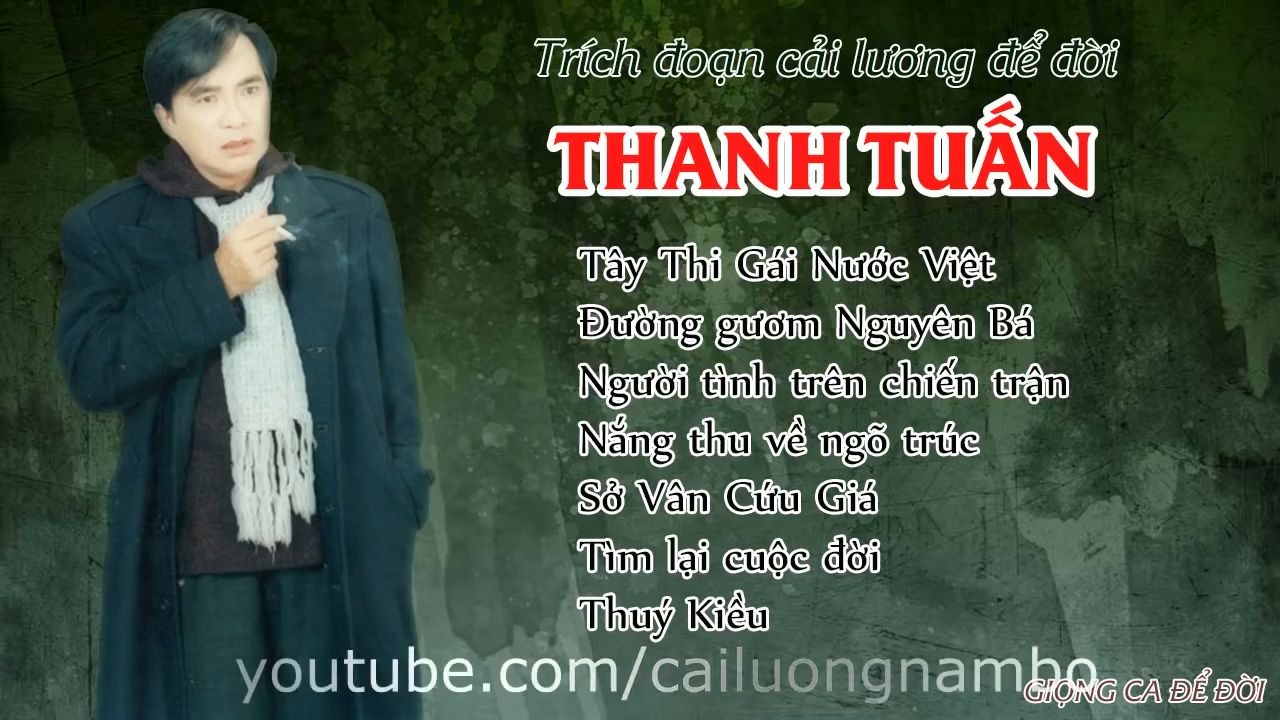 Trích đoạn cải lương để đời
THANH TUẤN
Tây Thi Gái Nước Việt
Đường gươm Nguyên Bá
Người tình trên chiến trận
Nắng thu về ngõ trúc
Sở Vân Cứu Giá
Tìm lại cuộc đời
Thuý Kiều
youtube.com/cailuongnambo
GIỌNG CA ĐỂ ĐỜI